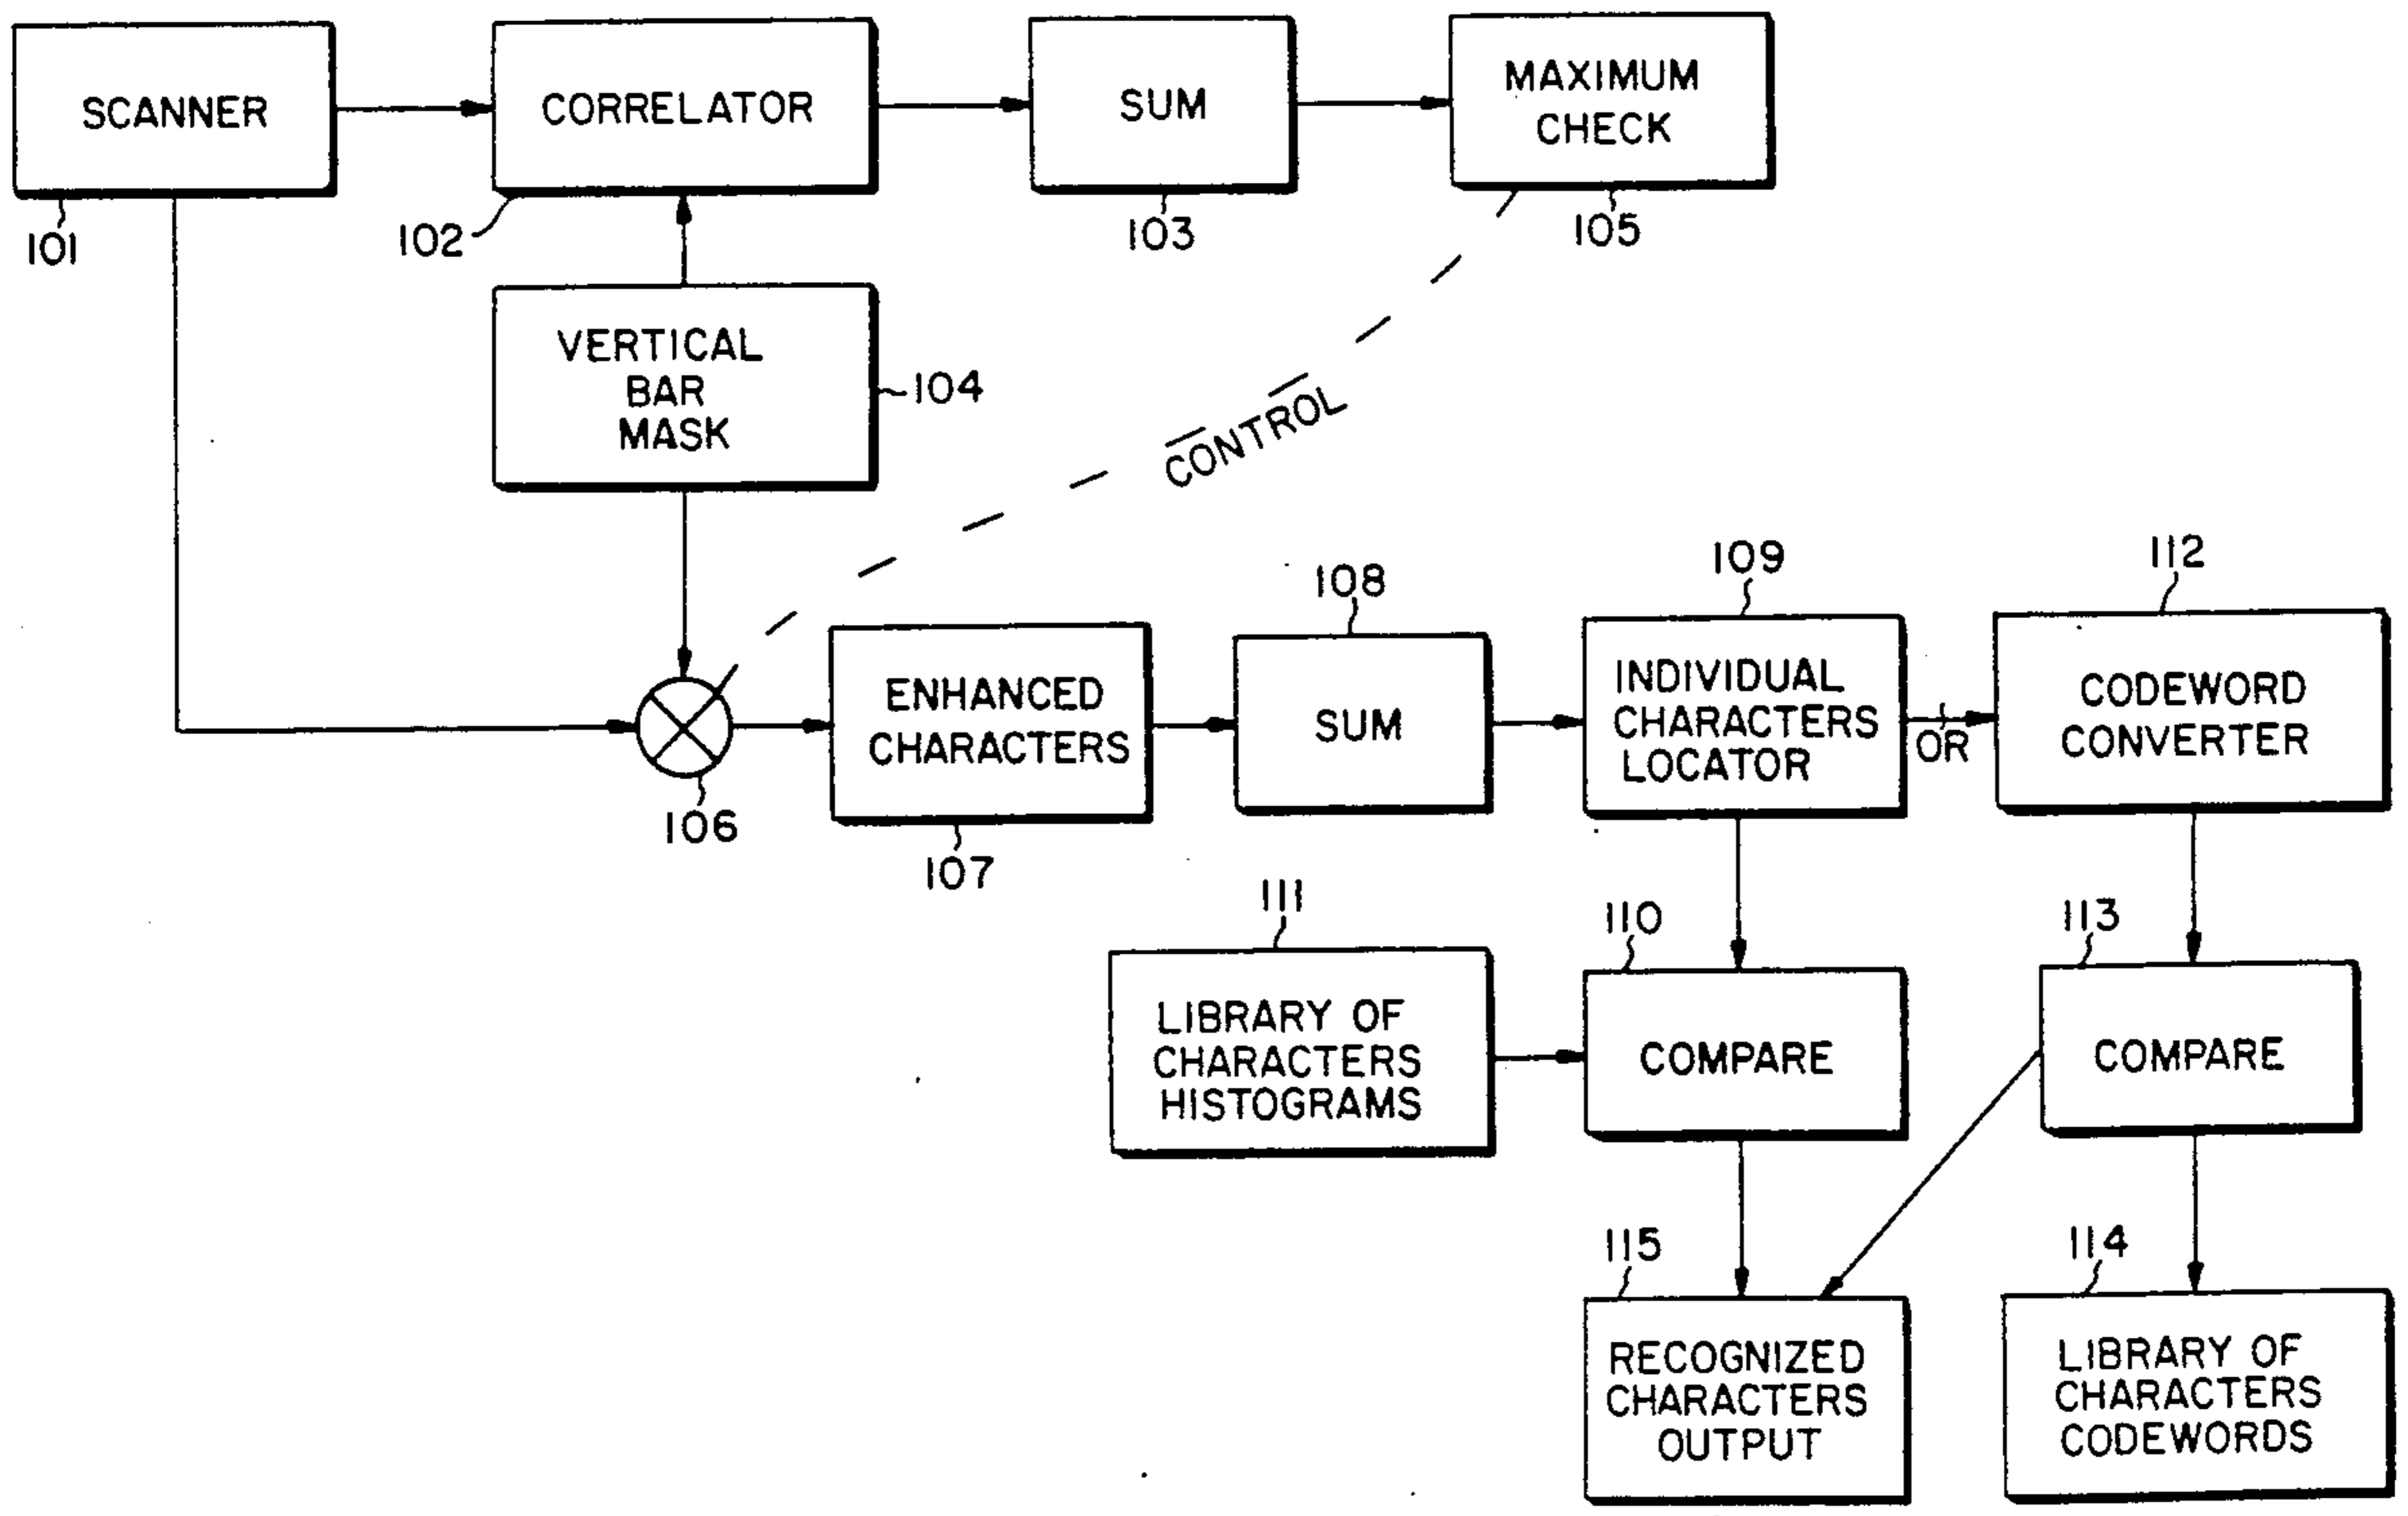 SCANNER
CORRELATOR
SUM
MAXIMUM
CHECK
101
102
103
105
VERTICAL
BAR
MASK
104
CONTROL
106
ENHANCED
CHARACTERS
107
108
SUM
109
INDIVIDUAL
CHARACTERS
LOCATOR
OR
112
CODEWORD
CONVERTER
111
LIBRARY OF
CHARACTERS
HISTOGRAMS
110
COMPARE
113
COMPARE
115
RECOGNIZED
CHARACTERS
OUTPUT
114
LIBRARY OF
CHARACTERS
CODEWORDS